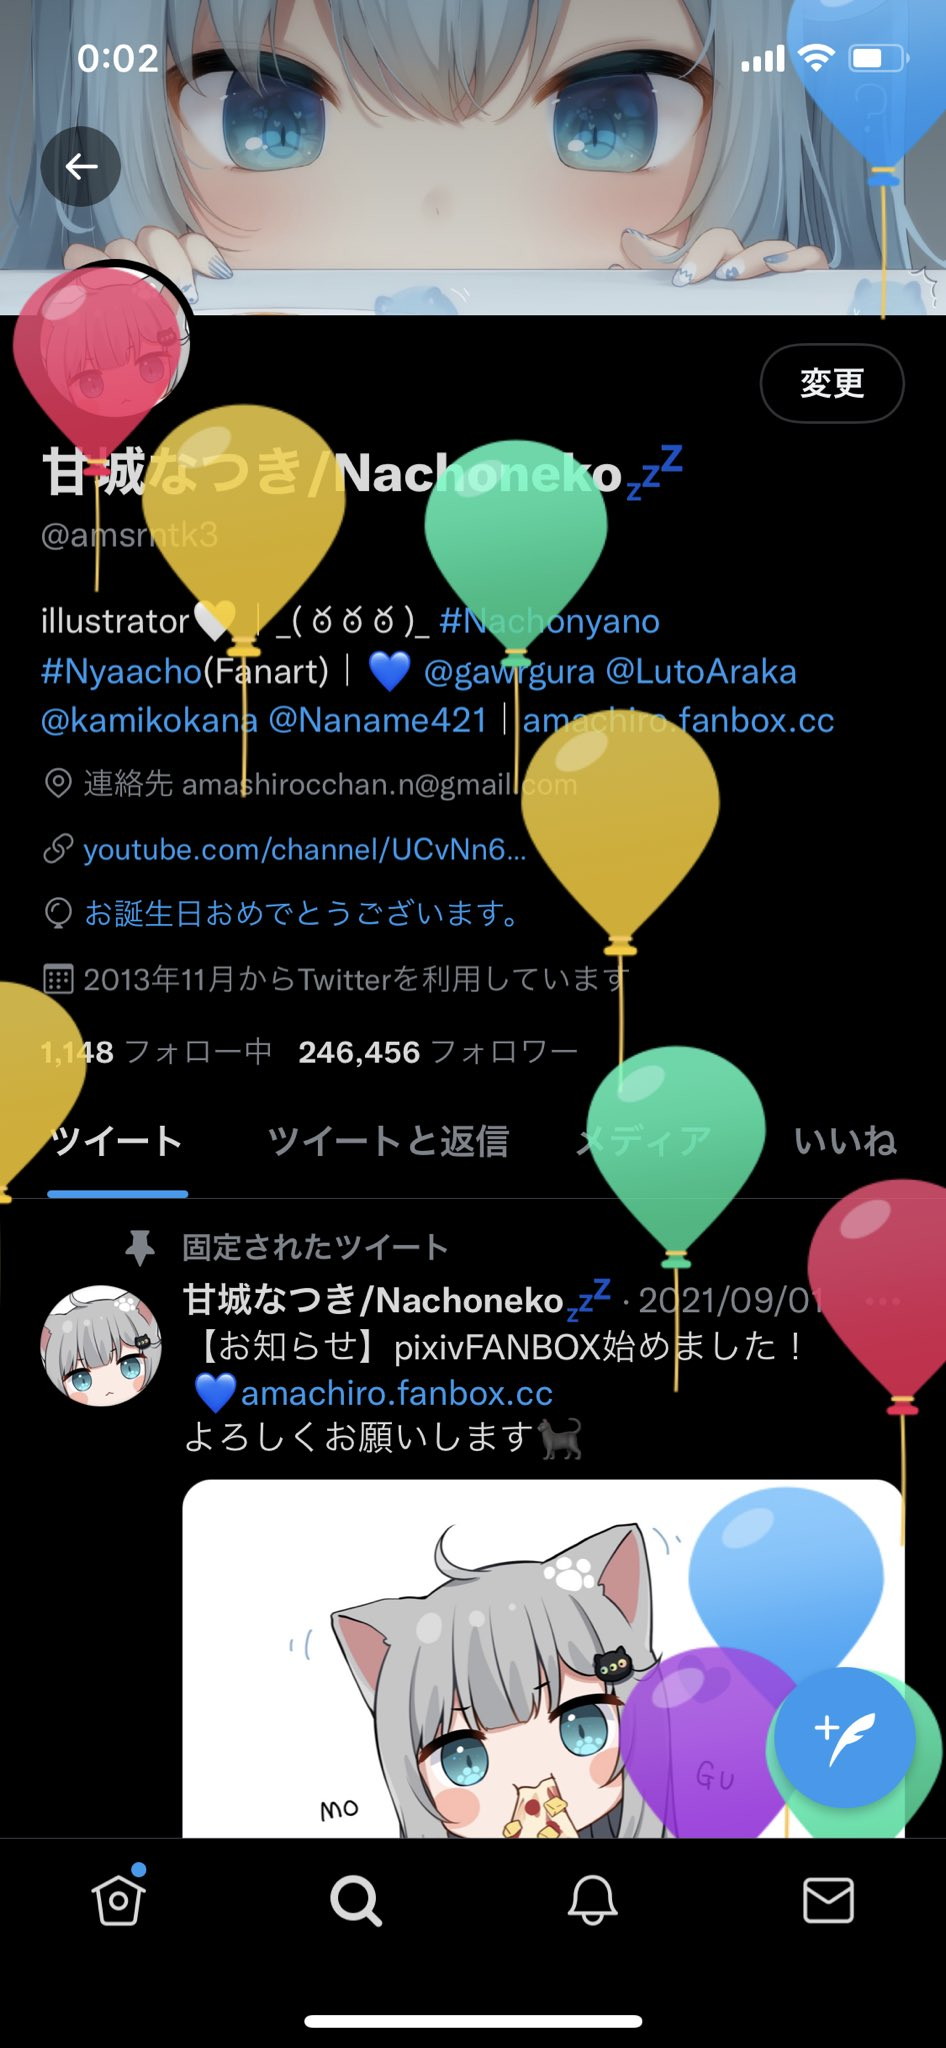 0:02
変更
甘城なつき/Nachoneko💤
@amsrntk3
illustrator🤍｜_( ఠ ఠ ఠ )_ #Nachonyano
#Nyaacho(Fanart)｜💙 @gawrgura @LutoAraka
@kamikokana @Naname421｜amachiro.fanbox.cc
連絡先 amashirocchan.n@gmail.com
youtube.com/channel/UCvNn6...
お誕生日おめでとうございます。
2013年11月からTwitterを利用しています
1,148 フォロー中 246,456 フォロワー
ツイート ツイートと返信 メディア いいね
固定されたツイート
甘城なつき/Nachoneko💤 · 2021/09/01 ...
【お知らせ】pixivFANBOX始めました！
💙amachiro.fanbox.cc
よろしくお願いします🐈‍⬛
MO
GU